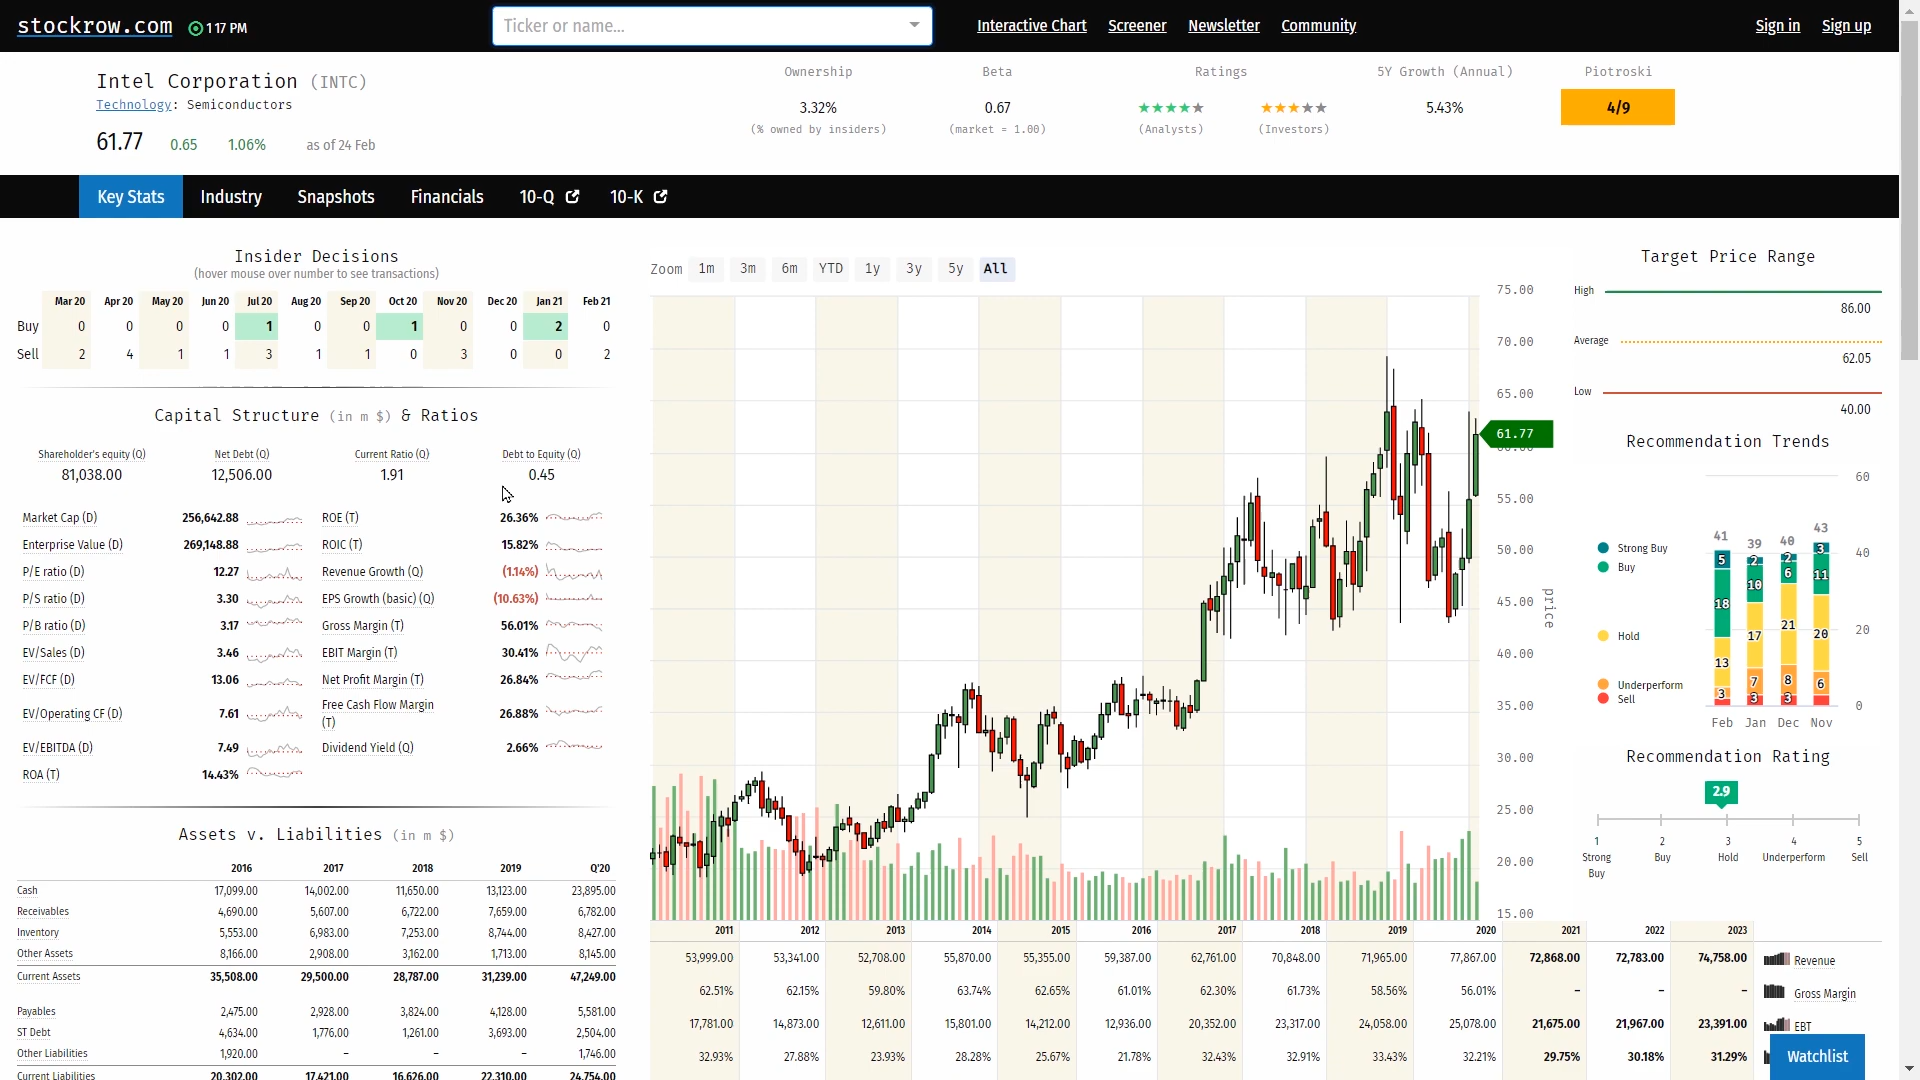 stockrow.com 1 17 PM
Ticker or name...
Interactive Chart Screener Newsletter Community
Sign in Sign up
Intel Corporation (INTC)
Technology: Semiconductors
61.77 0.65 1.06% as of 24 Feb
Ownership
3.32%
(% owned by insiders)
Beta
0.67
(market = 1.00)
Ratings
(Analysts) (Investors)
5Y Growth (Annual)
5.43%
Piotroski
4/9
Key Stats Industry Snapshots Financials 10-Q 10-K
Insider Decisions
(hover mouse over number to see transactions)
Mar 20 Apr 20 May 20 Jun 20 Jul 20 Aug 20 Sep 20 Oct 20 Nov 20 Dec 20 Jan 21 Feb 21
Buy 0 0 0 0 1 0 0 1 0 0 2 0
Sell 2 4 1 1 3 1 1 0 3 0 0 2
Capital Structure (in m $) & Ratios
Shareholder's equity (Q) Net Debt (Q) Current Ratio (Q) Debt to Equity (Q)
81,038.00 12,506.00 1.91 0.45
Market Cap (D) 256,642.88 ROE (T) 26.36%
Enterprise Value (D) 269,148.88 ROIC (T) 15.82%
P/E ratio (D) 12.27 Revenue Growth (Q) (1.14%)
P/S ratio (D) 3.30 EPS Growth (basic) (Q) (10.63%)
P/B ratio (D) 3.17 Gross Margin (T) 56.01%
EV/Sales (D) 3.46 EBIT Margin (T) 30.41%
EV/FCF (D) 13.06 Net Profit Margin (T) 26.84%
EV/Operating CF (D) 7.61 Free Cash Flow Margin (T) 26.88%
EV/EBITDA (D) 7.49 Dividend Yield (Q) 2.66%
ROA (T) 14.43%
Assets v. Liabilities (in m $)
2016 2017 2018 2019 Q'20
Cash 17,099.00 14,002.00 11,650.00 13,123.00 23,895.00
Receivables 4,690.00 5,607.00 6,722.00 7,659.00 6,782.00
Inventory 5,553.00 6,983.00 7,253.00 8,744.00 8,427.00
Other Assets 8,166.00 2,908.00 3,162.00 1,713.00 8,145.00
Current Assets 35,508.00 29,500.00 28,787.00 31,239.00 47,249.00
Payables 2,475.00 2,928.00 3,824.00 4,128.00 5,581.00
ST Debt 4,634.00 1,776.00 1,261.00 3,693.00 2,504.00
Other Liabilities 1,920.00 – – – 1,746.00
Current Liabilities 20,302.00 17,421.00 16,626.00 22,310.00 24,754.00
Zoom 1m 3m 6m YTD 1y 3y 5y All
75.00
70.00
65.00
61.77
55.00
50.00
45.00
40.00
35.00
30.00
25.00
20.00
15.00
price
2011 2012 2013 2014 2015 2016 2017 2018 2019 2020 2021 2022 2023
53,999.00 53,341.00 52,708.00 55,870.00 55,355.00 59,387.00 62,761.00 70,848.00 71,965.00 77,867.00 72,868.00 72,783.00 74,758.00 Revenue
62.51% 62.15% 59.80% 63.74% 62.65% 61.01% 62.30% 61.73% 58.56% 56.01% – – – Gross Margin
17,781.00 14,873.00 12,611.00 15,801.00 14,212.00 12,936.00 20,352.00 23,317.00 24,058.00 25,078.00 21,675.00 21,967.00 23,391.00 EBT
32.93% 27.88% 23.93% 28.28% 25.67% 21.78% 32.43% 32.91% 33.43% 32.21% 29.75% 30.18% 31.29%
Target Price Range
High
86.00
Average
62.05
Low
40.00
Recommendation Trends
60
40
20
0
Strong Buy
Buy
Hold
Underperform
Sell
41 39 40 43
5 2 2 3
18 10 6 11
13 17 21 20
3 7 8 6
3 3
Feb Jan Dec Nov
Recommendation Rating
2.9
1 2 3 4 5
Strong Buy Buy Hold Underperform Sell
Watchlist